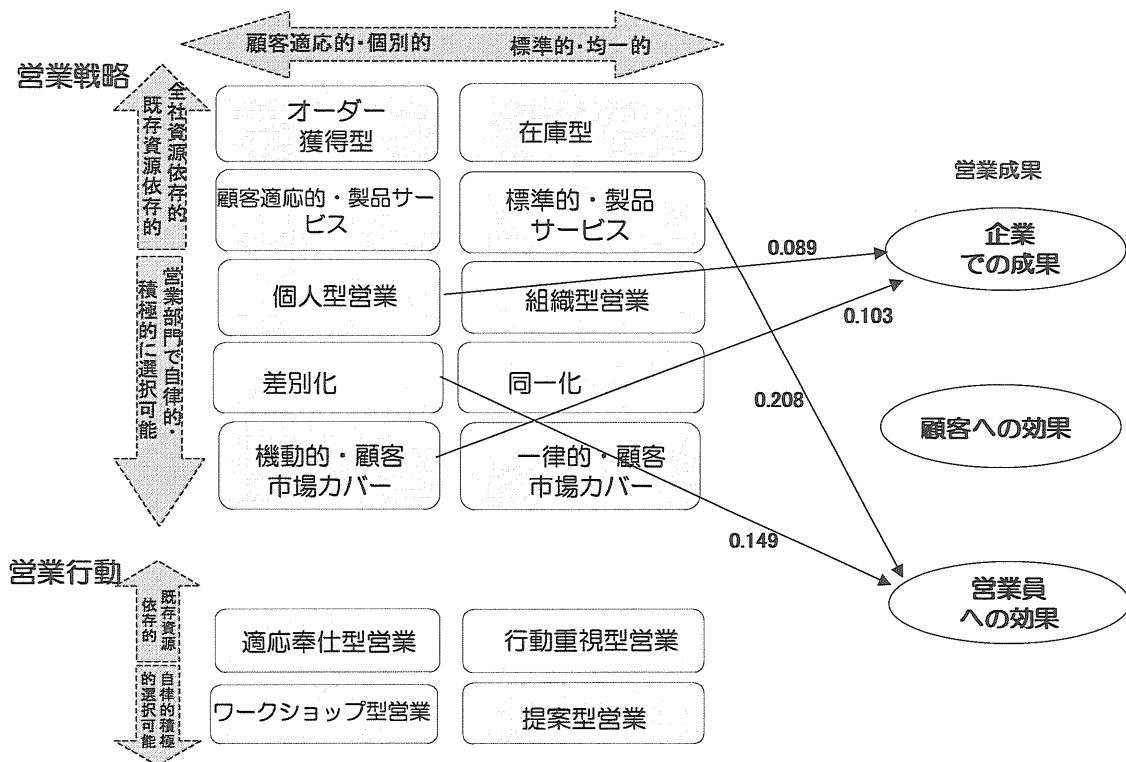 顧客適応的・個別的
標準的・均一的
営業戦略
全社資源依存的
既存資源依存的
営業部門で自律的・
積極的に選択可能
オーダー
獲得型
在庫型
顧客適応的・製品サー
ビス
標準的・製品
サービス
個人型営業
組織型営業
差別化
同一化
機動的・顧客
市場カバー
一律的・顧客
市場カバー
0.089
0.103
0.208
0.149
営業成果
企業
での成果
顧客への効果
営業員
への効果
営業行動
既存資源
依存的
自律的積極
的選択可能
適応奉仕型営業
行動重視型営業
ワークショップ型営業
提案型営業